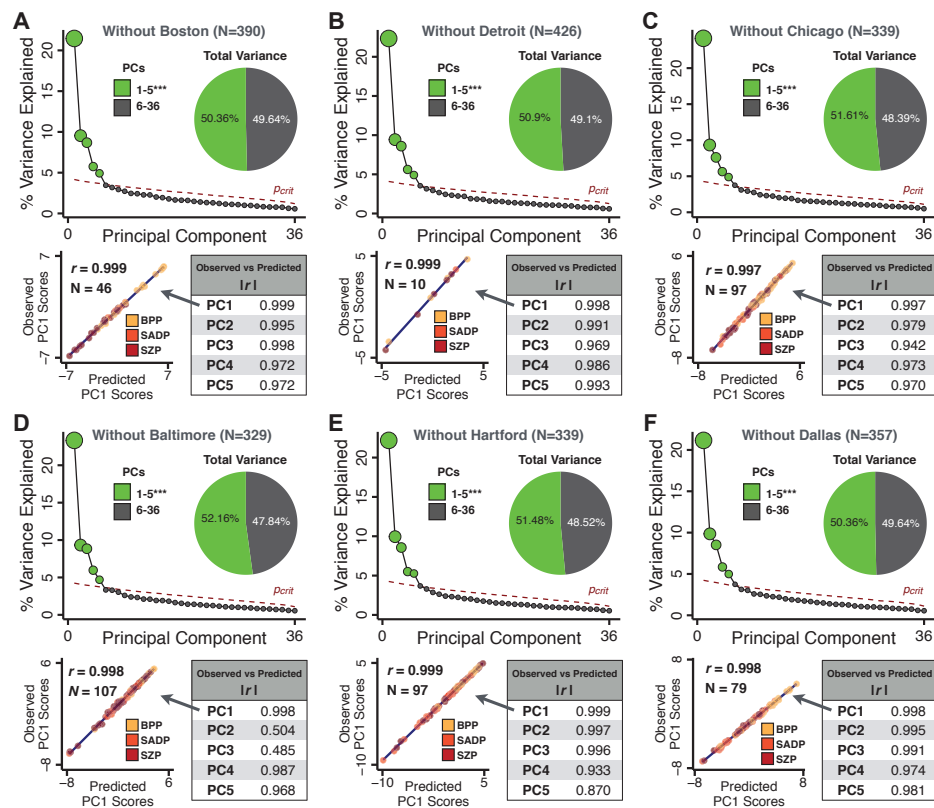 A
Without Boston (N=390)
% Variance Explained
20
15
10
5
0
PCs
1-5***
6-36
Total Variance
50.36%
49.64%
pcrit
0
Principal Component
36
Observed
PC1 Scores
7
−7
r = 0.999
N = 46
BPP
SADP
SZP
−7
7
Predicted
PC1 Scores
Observed vs Predicted
|r|
PC1 0.999
PC2 0.995
PC3 0.998
PC4 0.972
PC5 0.972
B
Without Detroit (N=426)
% Variance Explained
20
15
10
5
0
PCs
1-5***
6-36
Total Variance
50.9%
49.1%
pcrit
0
Principal Component
36
Observed
PC1 Scores
5
−5
r = 0.999
N = 10
BPP
SADP
SZP
−5
5
Predicted
PC1 Scores
Observed vs Predicted
|r|
PC1 0.998
PC2 0.991
PC3 0.969
PC4 0.986
PC5 0.993
C
Without Chicago (N=339)
% Variance Explained
20
15
10
5
0
PCs
1-5***
6-36
Total Variance
51.61%
48.39%
pcrit
0
Principal Component
36
Observed
PC1 Scores
6
−8
r = 0.997
N = 97
BPP
SADP
SZP
−8
6
Predicted
PC1 Scores
Observed vs Predicted
|r|
PC1 0.997
PC2 0.979
PC3 0.942
PC4 0.973
PC5 0.970
D
Without Baltimore (N=329)
% Variance Explained
20
15
10
5
0
PCs
1-5***
6-36
Total Variance
52.16%
47.84%
pcrit
0
Principal Component
36
Observed
PC1 Scores
6
−8
r = 0.998
N = 107
BPP
SADP
SZP
−8
6
Predicted
PC1 Scores
Observed vs Predicted
|r|
PC1 0.998
PC2 0.504
PC3 0.485
PC4 0.987
PC5 0.968
E
Without Hartford (N=339)
% Variance Explained
20
15
10
5
0
PCs
1-5***
6-36
Total Variance
51.48%
48.52%
pcrit
0
Principal Component
36
Observed
PC1 Scores
5
−10
r = 0.999
N = 97
BPP
SADP
SZP
−10
5
Predicted
PC1 Scores
Observed vs Predicted
|r|
PC1 0.999
PC2 0.997
PC3 0.996
PC4 0.933
PC5 0.870
F
Without Dallas (N=357)
% Variance Explained
20
15
10
5
0
PCs
1-5***
6-36
Total Variance
50.36%
49.64%
pcrit
0
Principal Component
36
Observed
PC1 Scores
8
−8
r = 0.998
N = 79
BPP
SADP
SZP
−8
8
Predicted
PC1 Scores
Observed vs Predicted
|r|
PC1 0.998
PC2 0.995
PC3 0.991
PC4 0.974
PC5 0.981